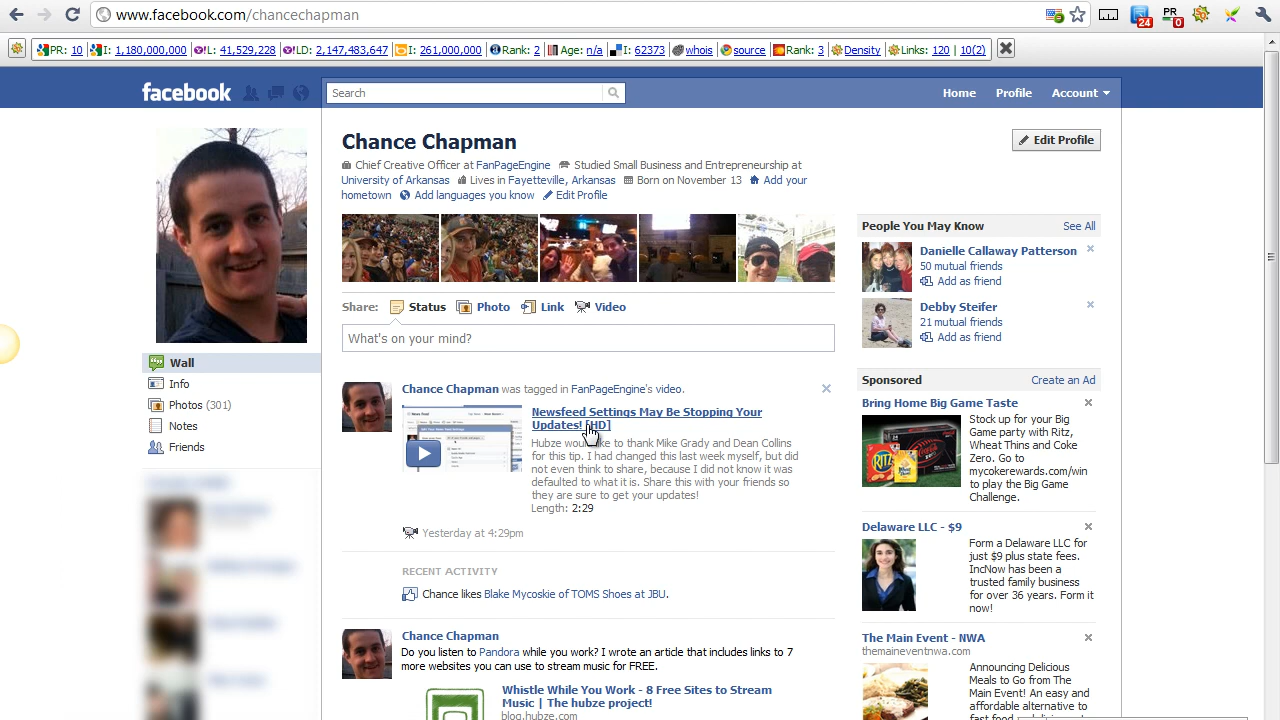 www.facebook.com/chancechapman
24
PR
0
PR: 10 I: 1,180,000,000 L: 41,529,228 LD: 2,147,483,647 I: 261,000,000 Rank: 2 Age: n/a I: 62373 whois source Rank: 3 Density Links: 120 | 10(2)
facebook
Search
Home Profile Account
Chance Chapman
Edit Profile
Chief Creative Officer at FanPageEngine Studied Small Business and Entrepreneurship at
University of Arkansas Lives in Fayetteville, Arkansas Born on November 13 Add your
hometown Add languages you know Edit Profile
Share: Status Photo Link Video
What's on your mind?
Wall
Info
Photos (301)
Notes
Friends
Chance Chapman was tagged in FanPageEngine's video.
Newsfeed Settings May Be Stopping Your
Updates! [HD]
Hubze would like to thank Mike Grady and Dean Collins
for this tip. I had changed this last week myself, but did
not even think to share, because I did not know it was
defaulted to what it is. Share this with your friends so
they are sure to get your updates!
Length: 2:29
Yesterday at 4:29pm
RECENT ACTIVITY
Chance likes Blake Mycoskie of TOMS Shoes at JBU.
Chance Chapman
Do you listen to Pandora while you work? I wrote an article that includes links to 7
more websites you can use to stream music for FREE.
Whistle While You Work - 8 Free Sites to Stream
Music | The hubze project!
blog.hubze.com
People You May Know See All
Danielle Callaway Patterson
50 mutual friends
Add as friend
Debby Steifer
21 mutual friends
Add as friend
Sponsored Create an Ad
Bring Home Big Game Taste
RITZ
Stock up for your Big
Game party with Ritz,
Wheat Thins and Coke
Zero. Go to
mycokerewards.com/win
to play the Big Game
Challenge.
Delaware LLC - $9
Form a Delaware LLC for
just $9 plus state fees.
IncNow has been a
trusted family business
for over 36 years. Form it
now!
The Main Event - NWA
themaineventnwa.com
Announcing Delicious
Meals to Go from The
Main Event! An easy and
affordable alternative to